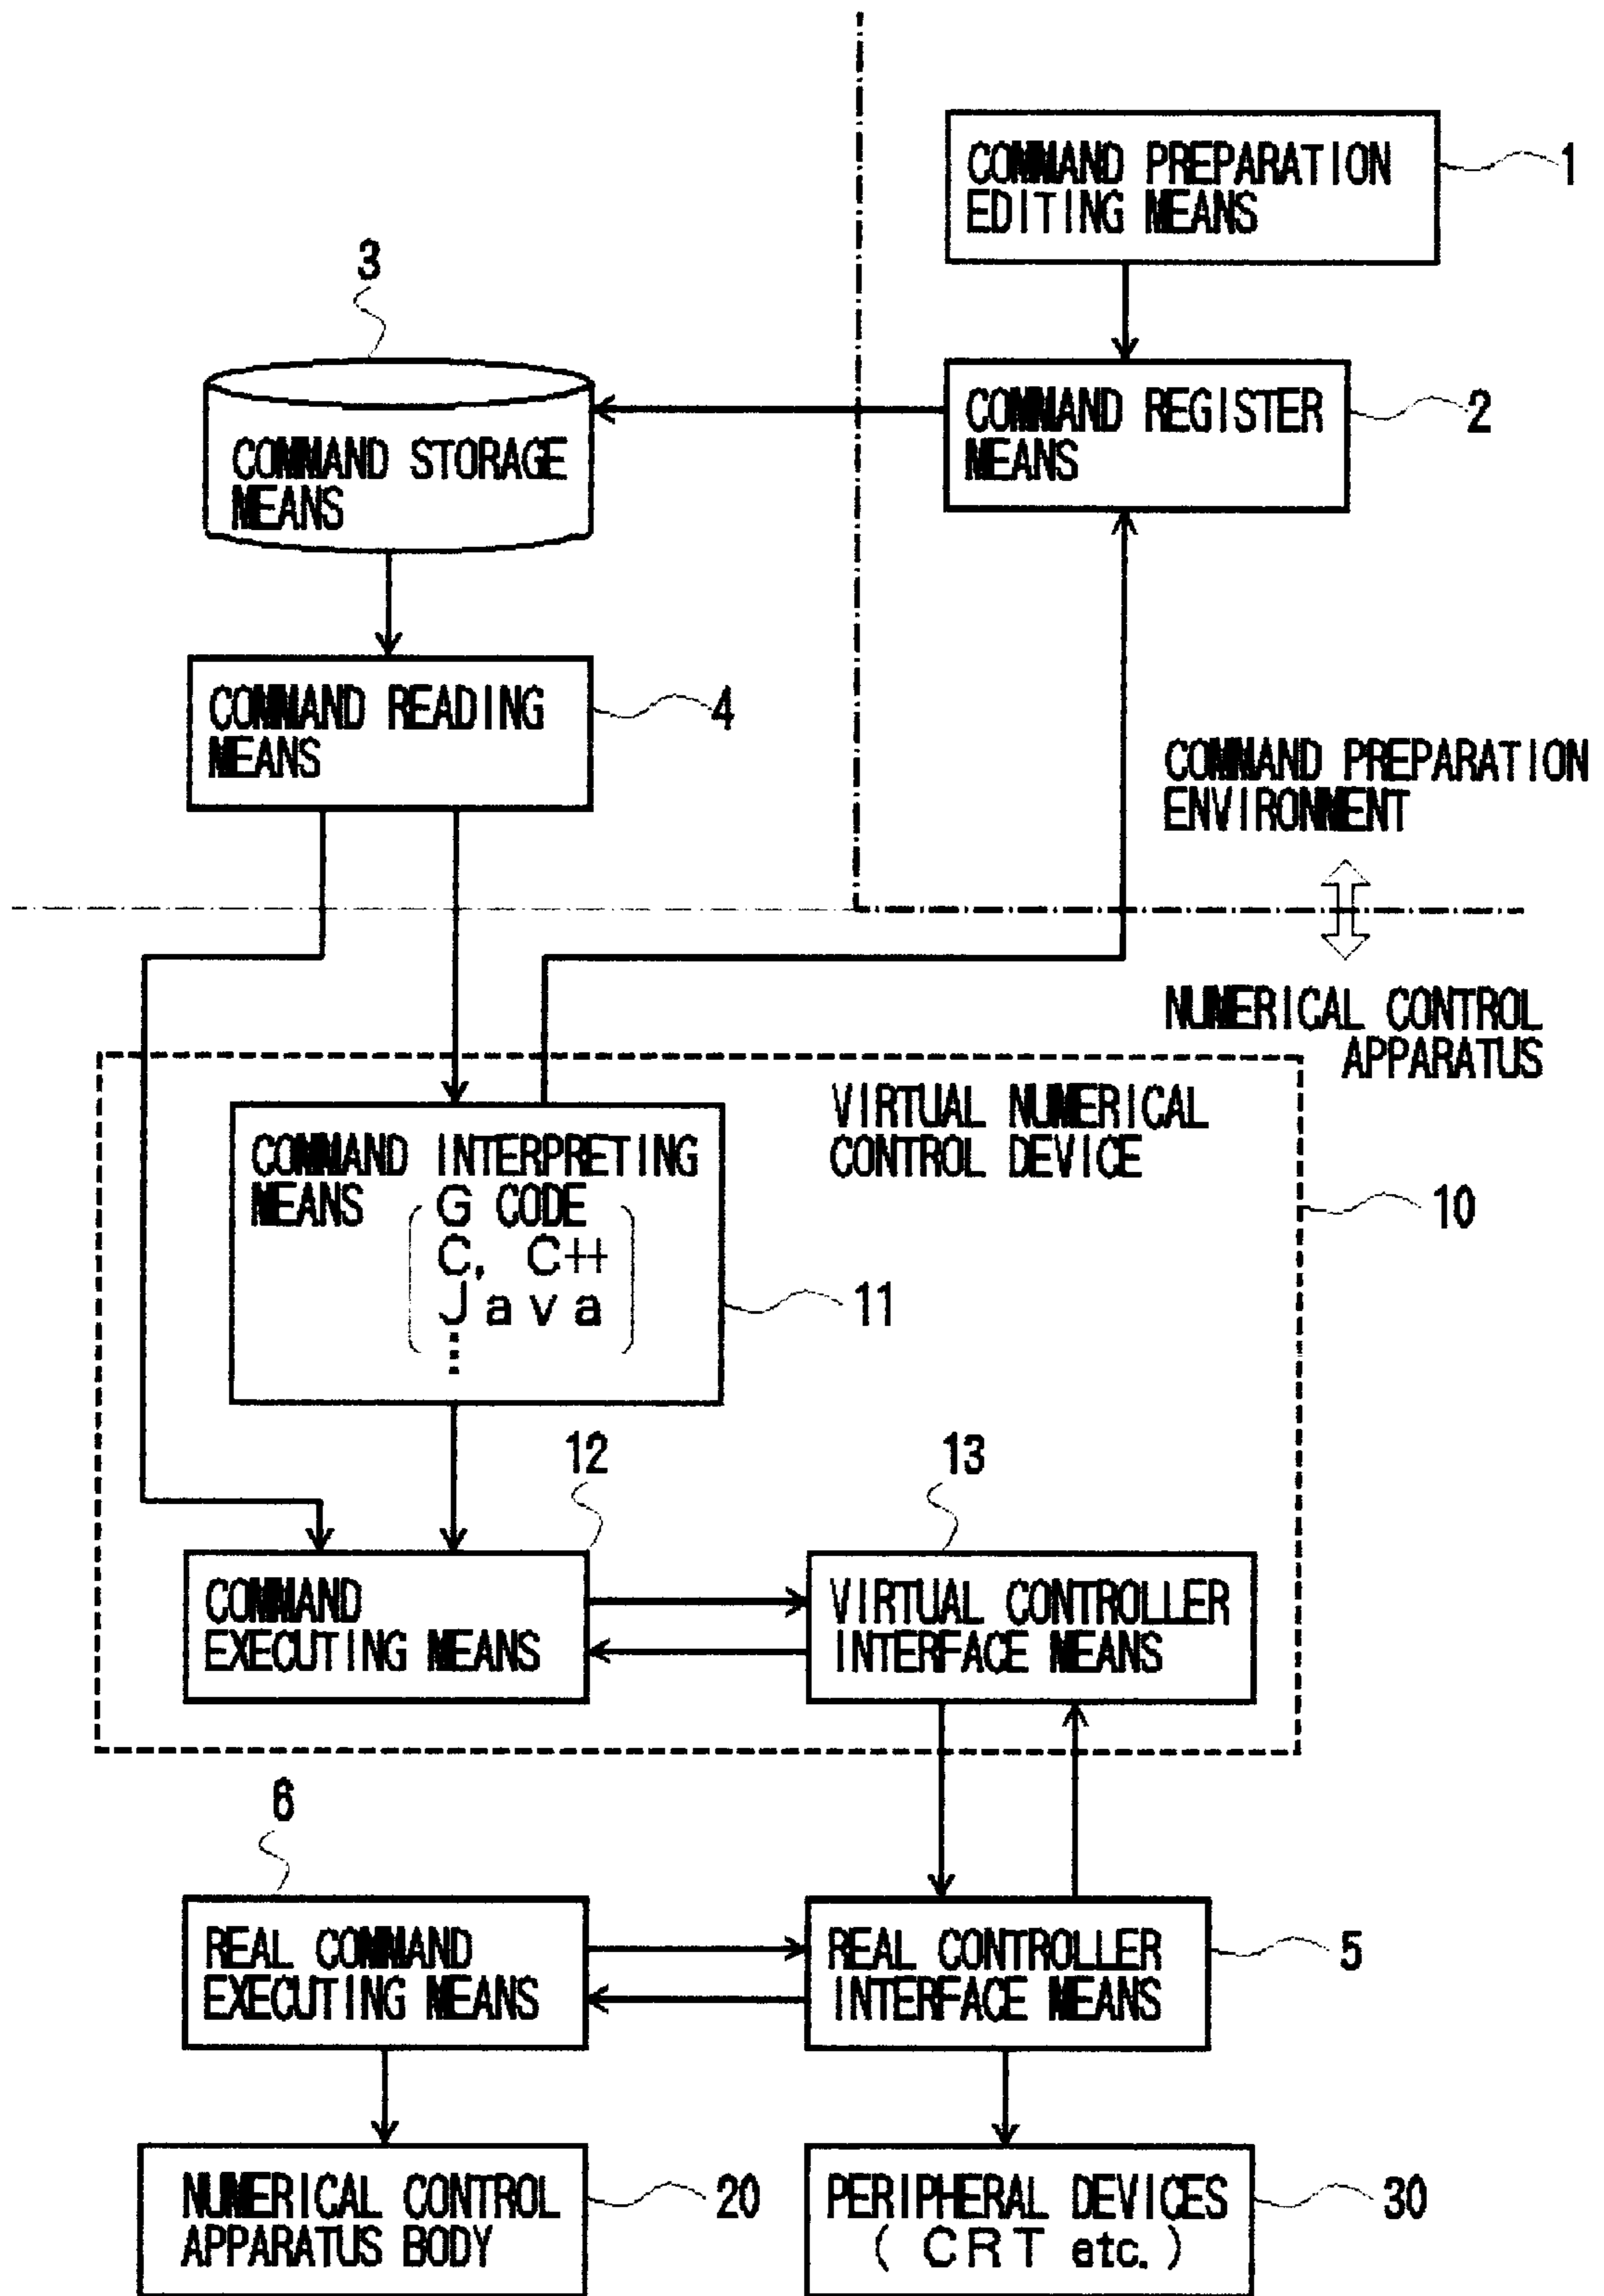 COMMAND PREPARATION
EDITING MEANS
1
3
COMMAND STORAGE
MEANS
COMMAND REGISTER
MEANS
2
COMMAND READING
MEANS
4
COMMAND PREPARATION
ENVIRONMENT
NUMERICAL CONTROL
APPARATUS
VIRTUAL NUMERICAL
CONTROL DEVICE
10
COMMAND INTERPRETING
MEANS
G CODE
C, C++
Java
⋮
11
12
13
COMMAND
EXECUTING MEANS
VIRTUAL CONTROLLER
INTERFACE MEANS
6
REAL COMMAND
EXECUTING MEANS
REAL CONTROLLER
INTERFACE MEANS
5
NUMERICAL CONTROL
APPARATUS BODY
20
PERIPHERAL DEVICES
( CRT etc. )
30